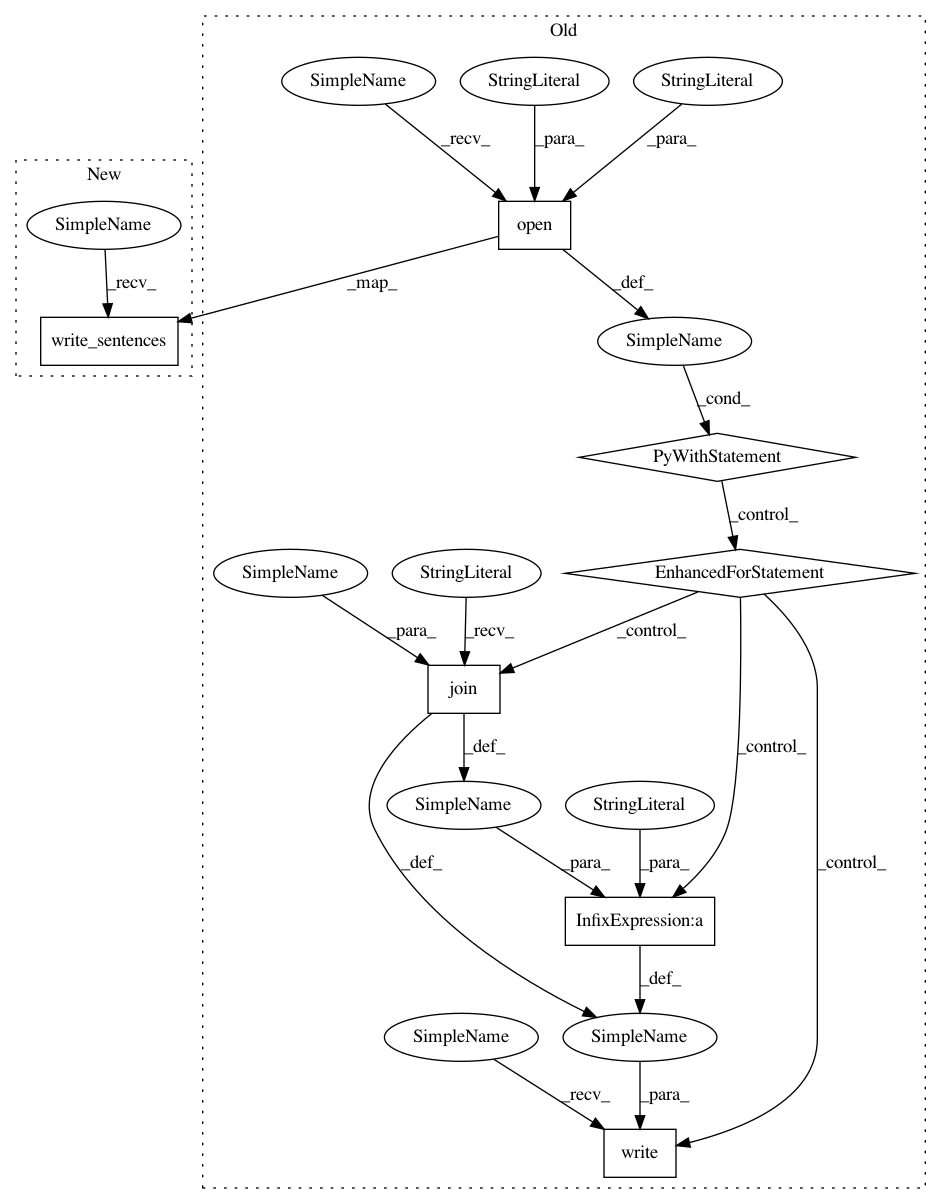 Old
SimpleName StringLiteral StringLiteral
_recv_ _para_ _para_
New
SimpleName open
_recv_ _map_ _def_
write_sentences SimpleName
_cond_
PyWithStatement
_control_
SimpleName StringLiteral EnhancedForStatement
_para_ _recv_ _control_
join
_def_ _control_
SimpleName StringLiteral
_def_ _para_ _para_ _control_
InfixExpression:a
_def_
SimpleName SimpleName
_recv_ _para_
write